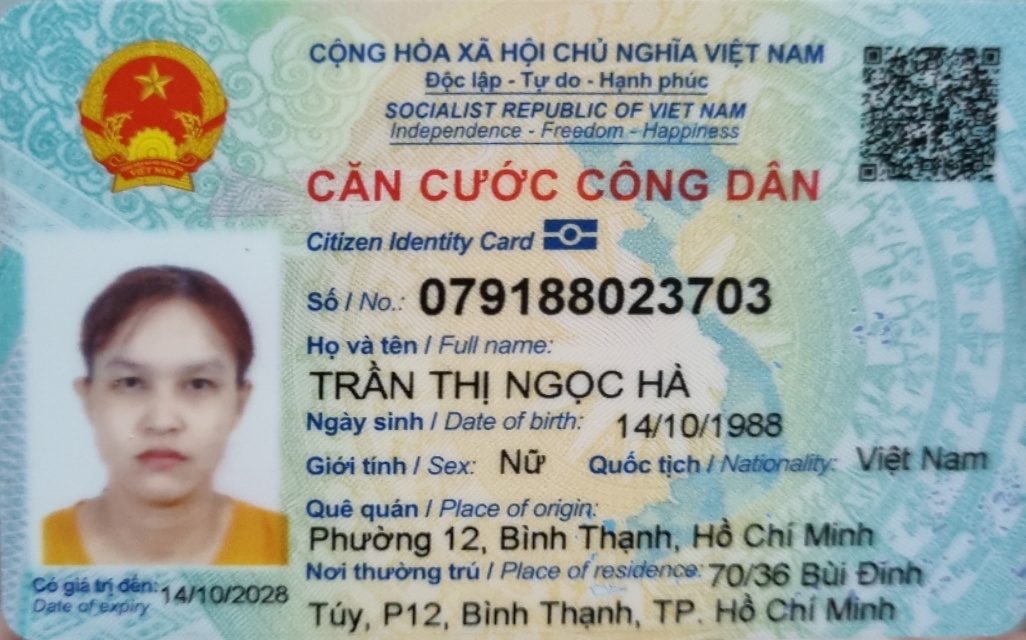 CỘNG HÒA XÃ HỘI CHỦ NGHĨA VIỆT NAM
Độc lập - Tự do - Hạnh phúc
SOCIALIST REPUBLIC OF VIET NAM
Independence - Freedom - Happiness
CĂN CƯỚC CÔNG DÂN
Citizen Identity Card
Số / No.: 079188023703
Họ và tên / Full name:
TRẦN THỊ NGỌC HÀ
Ngày sinh / Date of birth: 14/10/1988
Giới tính / Sex: Nữ Quốc tịch / Nationality: Việt Nam
Quê quán / Place of origin:
Phường 12, Bình Thạnh, Hồ Chí Minh
Nơi thường trú / Place of residence: 70/36 Bùi Đình
Túy, P12, Bình Thạnh, TP. Hồ Chí Minh
Có giá trị đến: 14/10/2028
Date of expiry
VIỆT NAM